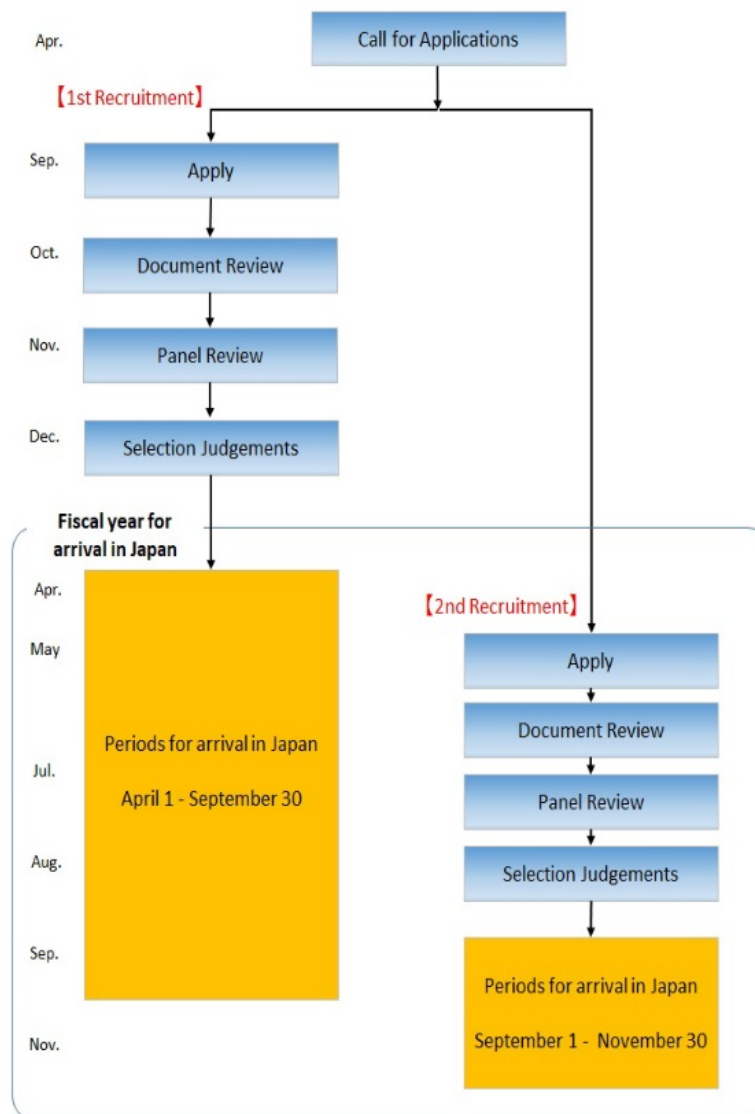 Apr.
Call for Applications
【1st Recruitment】
Sep.
Apply
Oct.
Document Review
Nov.
Panel Review
Dec.
Selection Judgements
Fiscal year for
arrival in Japan
Apr.
May
Jul.
Aug.
Sep.
Nov.
Periods for arrival in Japan
April 1 - September 30
【2nd Recruitment】
Apply
Document Review
Panel Review
Selection Judgements
Periods for arrival in Japan
September 1 -  November 30